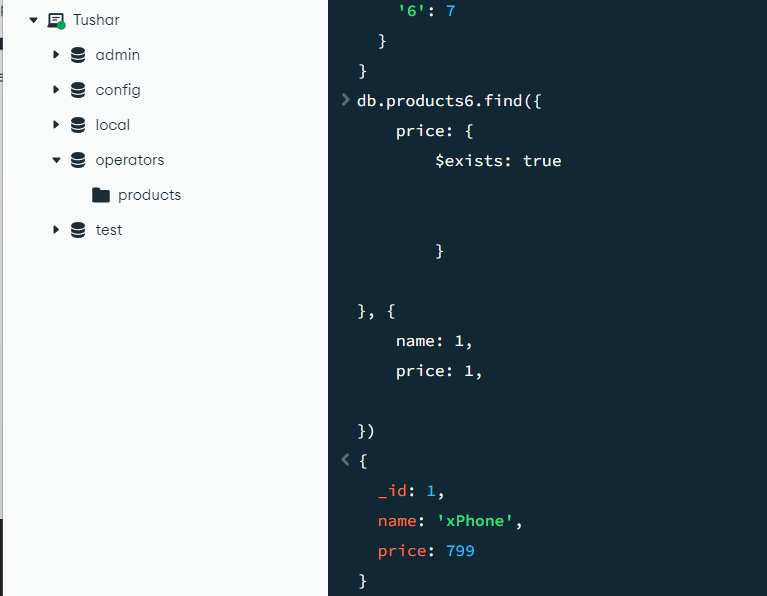 Tushar
admin
config
local
operators
products
test
'6': 7
}
}
db.products6.find({
price: {
$exists: true
}
}, {
name: 1,
price: 1,
})
{
_id: 1,
name: 'xPhone',
price: 799
}